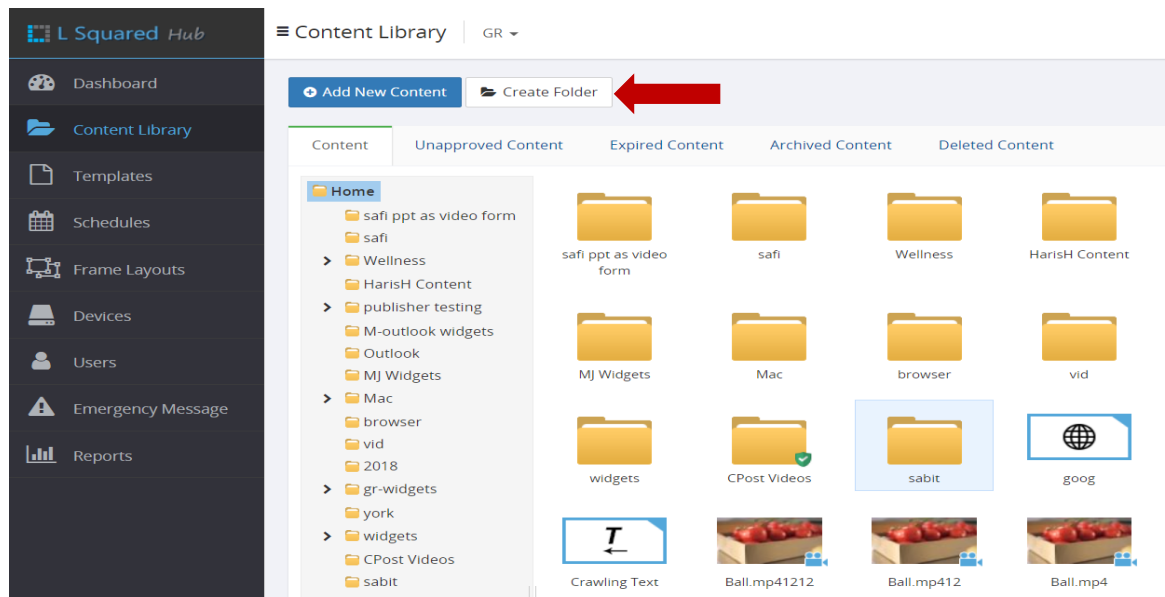 L Squared Hub
Content Library
GR
Dashboard
Content Library
Templates
Schedules
Frame Layouts
Devices
Users
Emergency Message
Reports
Add New Content
Create Folder
Content
Unapproved Content
Expired Content
Archived Content
Deleted Content
Home
safi ppt as video form
safi
Wellness
HarisH Content
publisher testing
M-outlook widgets
Outlook
MJ Widgets
Mac
browser
vid
2018
gr-widgets
york
widgets
CPost Videos
sabit
safi ppt as video
form
safi
Wellness
HarisH Content
MJ Widgets
Mac
browser
vid
widgets
CPost Videos
sabit
goog
T
Crawling Text
Ball.mp41212
Ball.mp412
Ball.mp4